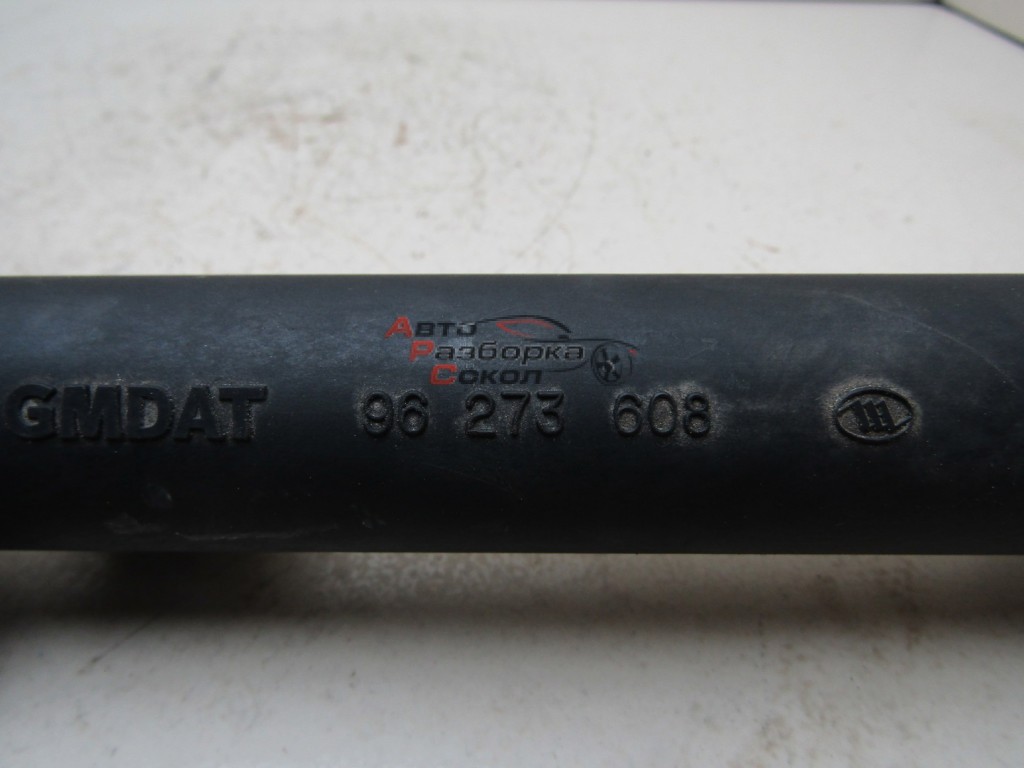 Авто
Разборка
Сокол
GMDAT 96 273 608